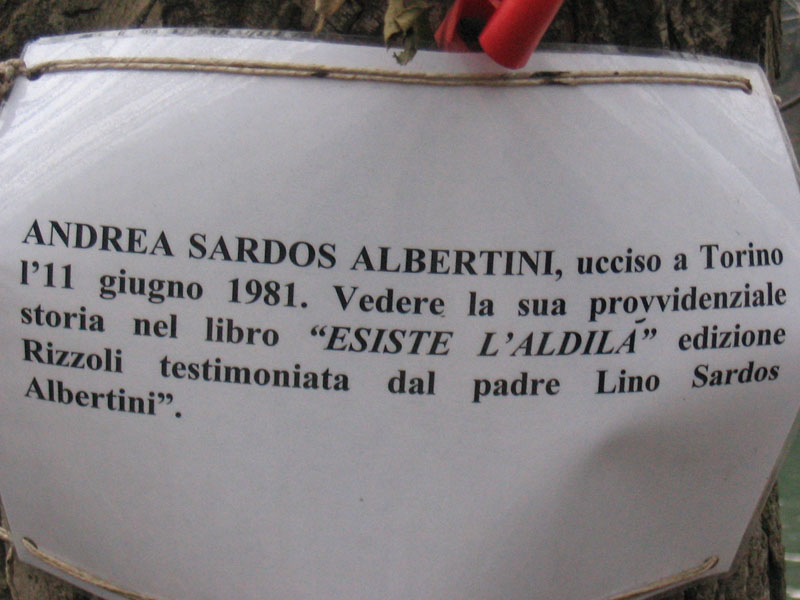 ANDREA SARDOS ALBERTINI, ucciso a Torino
l'11 giugno 1981. Vedere la sua provvidenziale
storia nel libro “ESISTE L'ALDILÁ” edizione
Rizzoli testimoniata dal padre Lino Sardos
Albertini”.